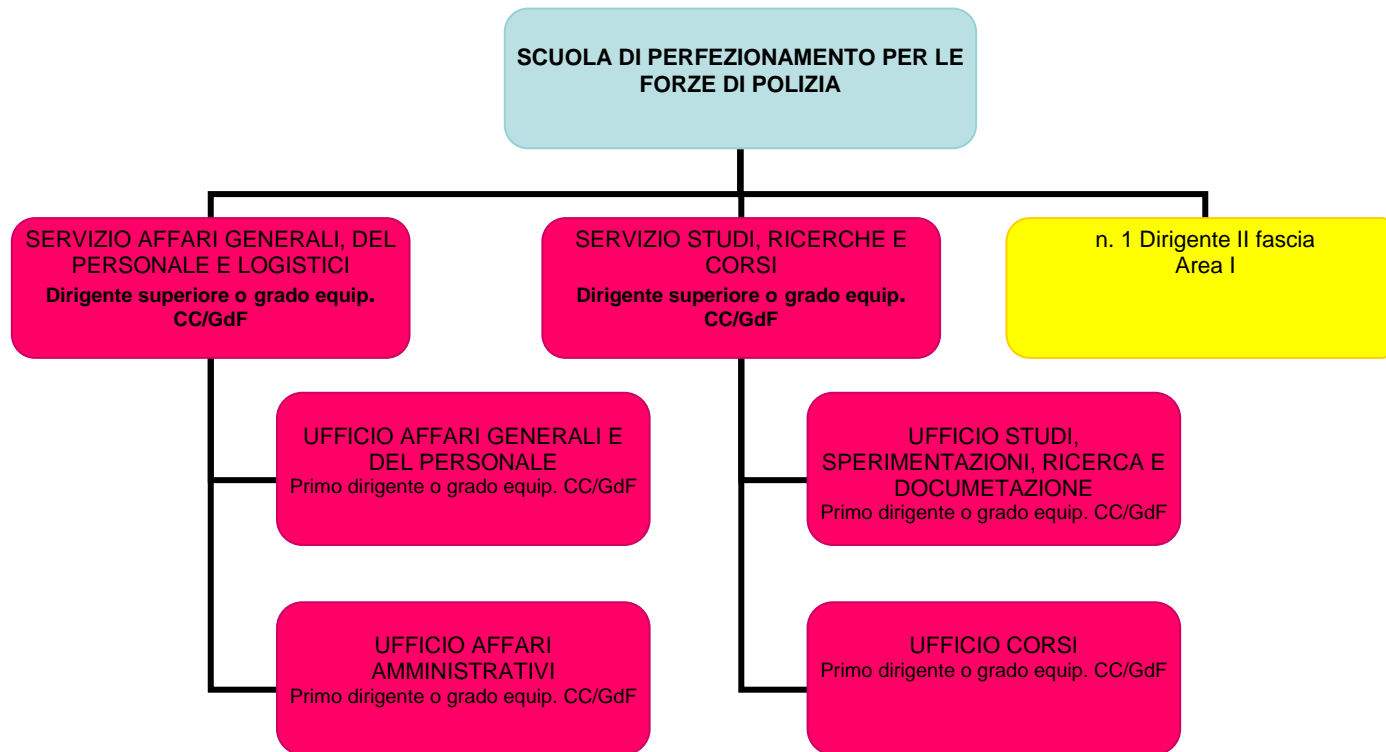 SCUOLA DI PERFEZIONAMENTO PER LE
FORZE DI POLIZIA
SERVIZIO AFFARI GENERALI, DEL
PERSONALE E LOGISTICI
Dirigente superiore o grado equip.
CC/GdF
SERVIZIO STUDI, RICERCHE E
CORSI
Dirigente superiore o grado equip.
CC/GdF
n. 1 Dirigente II fascia
Area I
UFFICIO AFFARI GENERALI E
DEL PERSONALE
Primo dirigente o grado equip. CC/GdF
UFFICIO STUDI,
SPERIMENTAZIONI, RICERCA E
DOCUMETAZIONE
Primo dirigente o grado equip. CC/GdF
UFFICIO AFFARI
AMMINISTRATIVI
Primo dirigente o grado equip. CC/GdF
UFFICIO CORSI
Primo dirigente o grado equip. CC/GdF